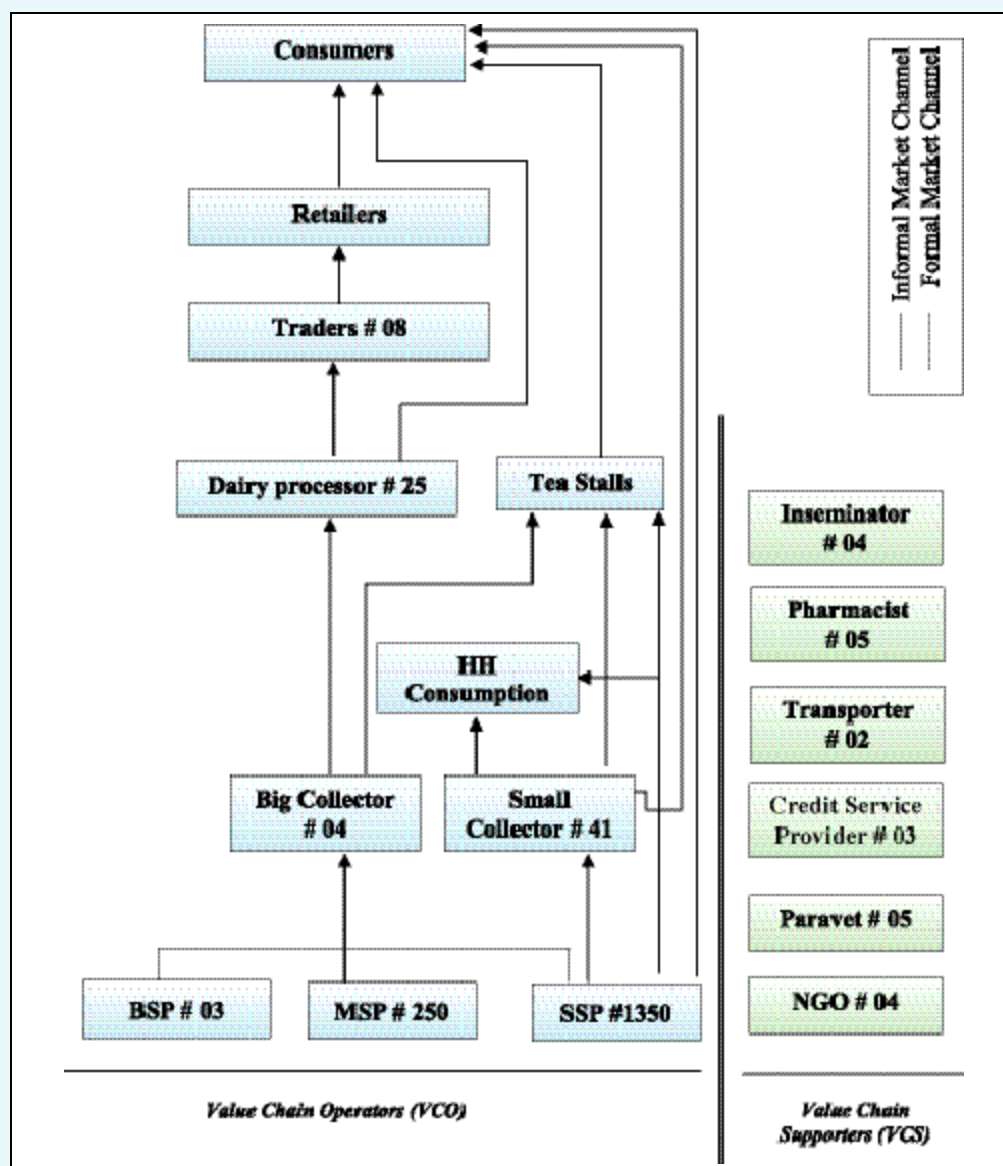 Consumers
Retailers
Traders # 08
Dairy processor # 25
Tea Stalls
HH
Consumption
Big Collector
# 04
Small
Collector # 41
BSP # 03
MSP # 250
SSP #1350
Value Chain Operators (VCO)
Informal Market Channel
Formal Market Channel
Inseminator
# 04
Pharmacist
# 05
Transporter
# 02
Credit Service
Provider # 03
Paravet # 05
NGO # 04
Value Chain
Supporters (VCS)